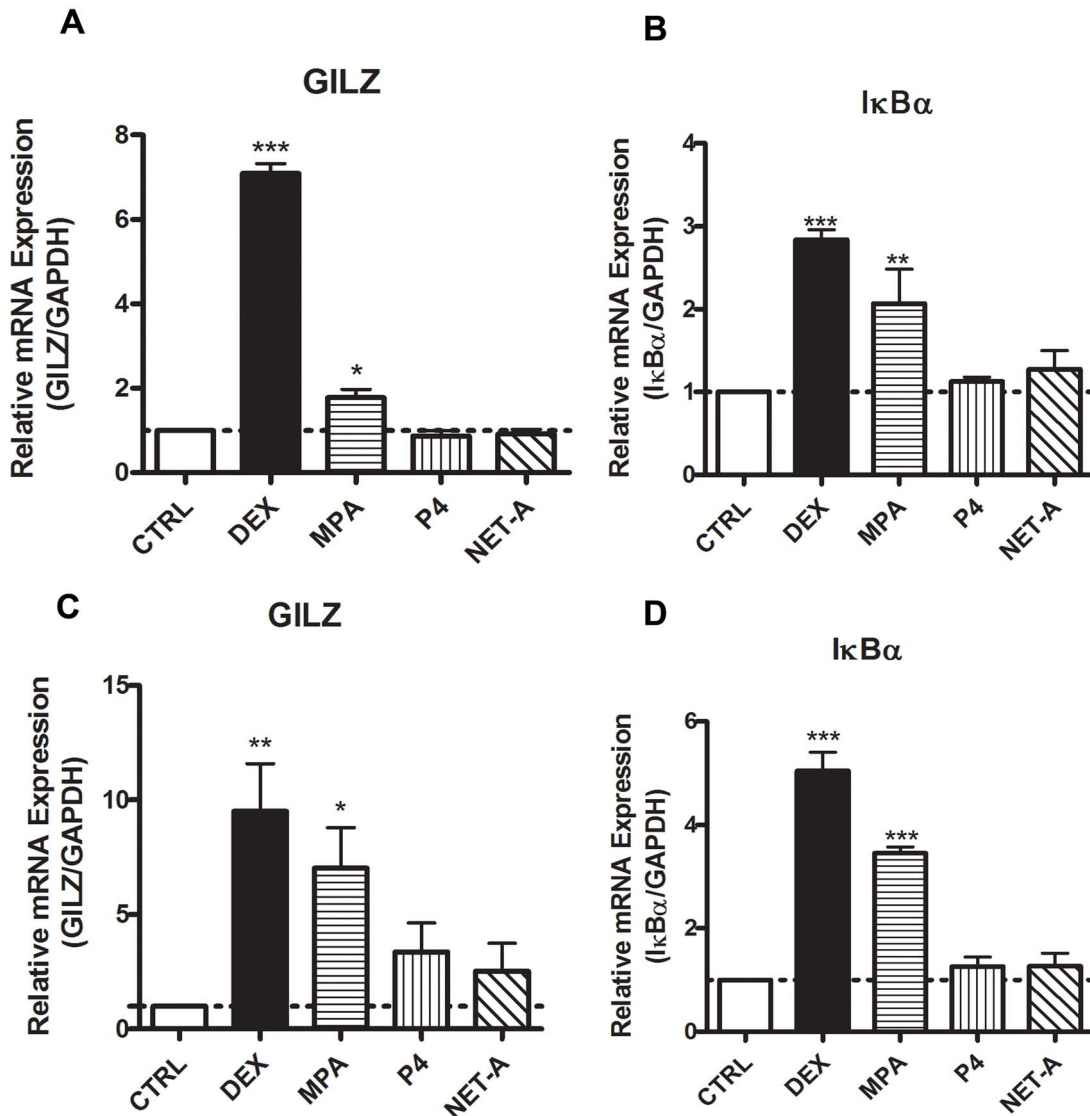 A
GILZ
Relative mRNA Expression
(GILZ/GAPDH)
8
6
4
2
0
***
*
CTRL
DEX
MPA
P4
NET-A
B
IκBα
Relative mRNA Expression
(IκBα/GAPDH)
4
3
2
1
0
***
**
CTRL
DEX
MPA
P4
NET-A
C
GILZ
Relative mRNA Expression
(GILZ/GAPDH)
15
10
5
0
**
*
CTRL
DEX
MPA
P4
NET-A
D
IκBα
Relative mRNA Expression
(IκBα/GAPDH)
6
4
2
0
***
***
CTRL
DEX
MPA
P4
NET-A